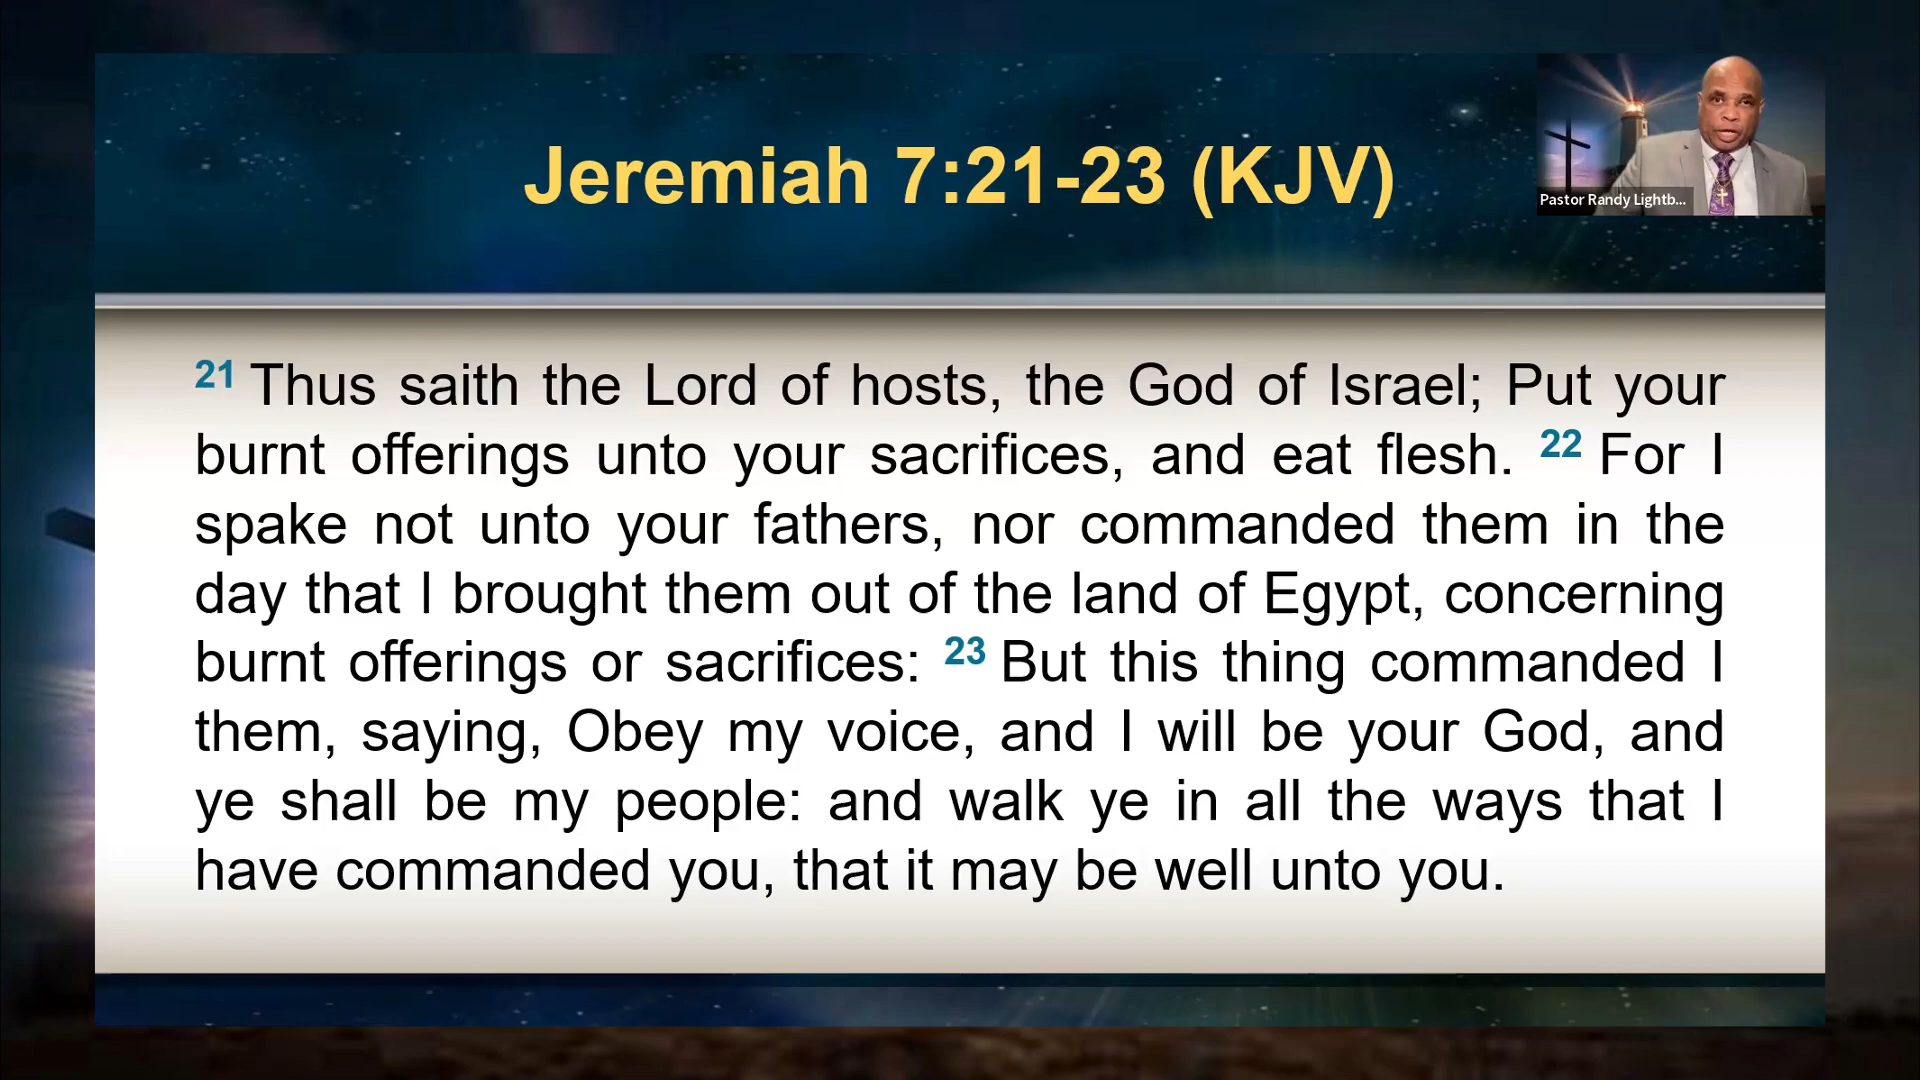 Jeremiah 7:21-23 (KJV)
Pastor Randy Lightb...
21 Thus saith the Lord of hosts, the God of Israel; Put your
burnt offerings unto your sacrifices, and eat flesh. 22 For I
spake not unto your fathers, nor commanded them in the
day that I brought them out of the land of Egypt, concerning
burnt offerings or sacrifices: 23 But this thing commanded I
them, saying, Obey my voice, and I will be your God, and
ye shall be my people: and walk ye in all the ways that I
have commanded you, that it may be well unto you.